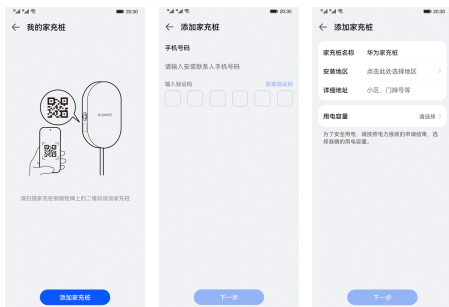 20:30
我的家充桩
HUAWEI
请扫描家充桩侧面铭牌上的二维码添加家充桩
添加家充桩
20:30
添加家充桩
手机号码
请输入安装联系人手机号码
输入验证码
获取验证码
下一步
20:30
添加家充桩
家充桩名称 华为家充桩
安装地区 点击此处选择地区
详细地址 小区、门牌号等
用电容量 请选择
为了安全用电，请按照电力报装的申请结果，选
择准确的用电容量。
下一步